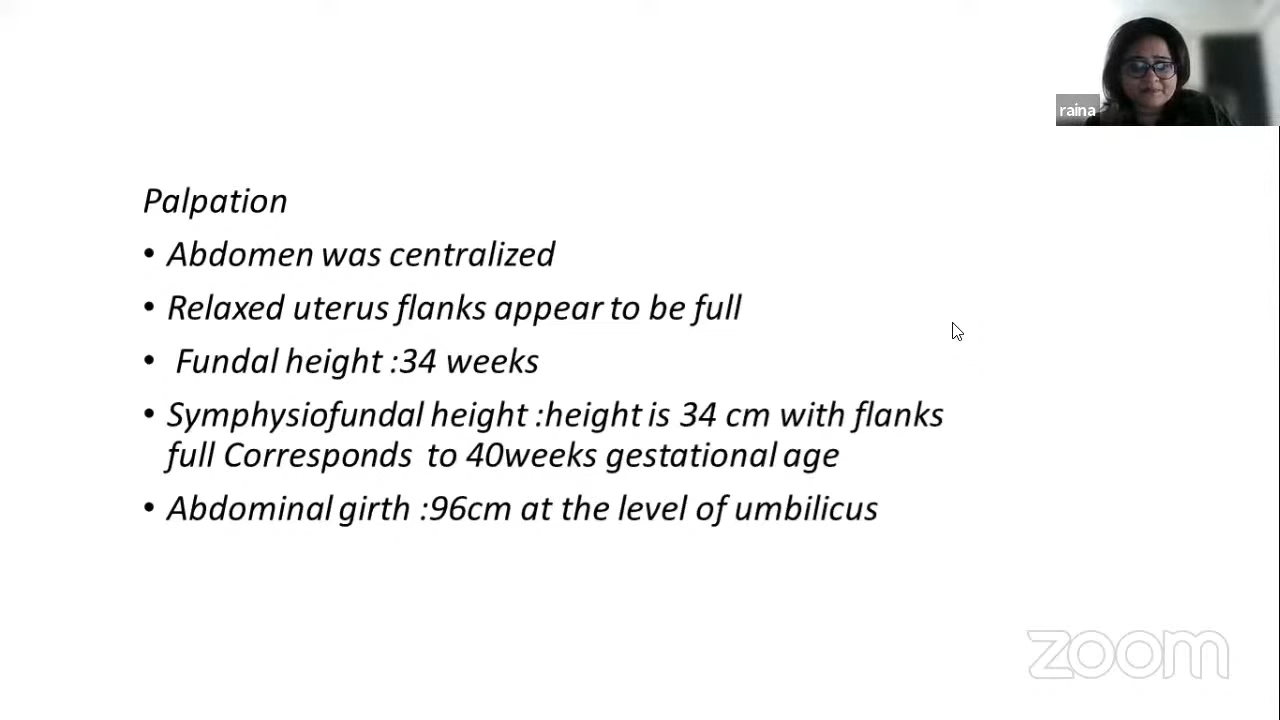 raina
Palpation
• Abdomen was centralized
• Relaxed uterus flanks appear to be full
• Fundal height :34 weeks
• Symphysiofundal height :height is 34 cm with flanks
full Corresponds to 40weeks gestational age
• Abdominal girth :96cm at the level of umbilicus
zoom